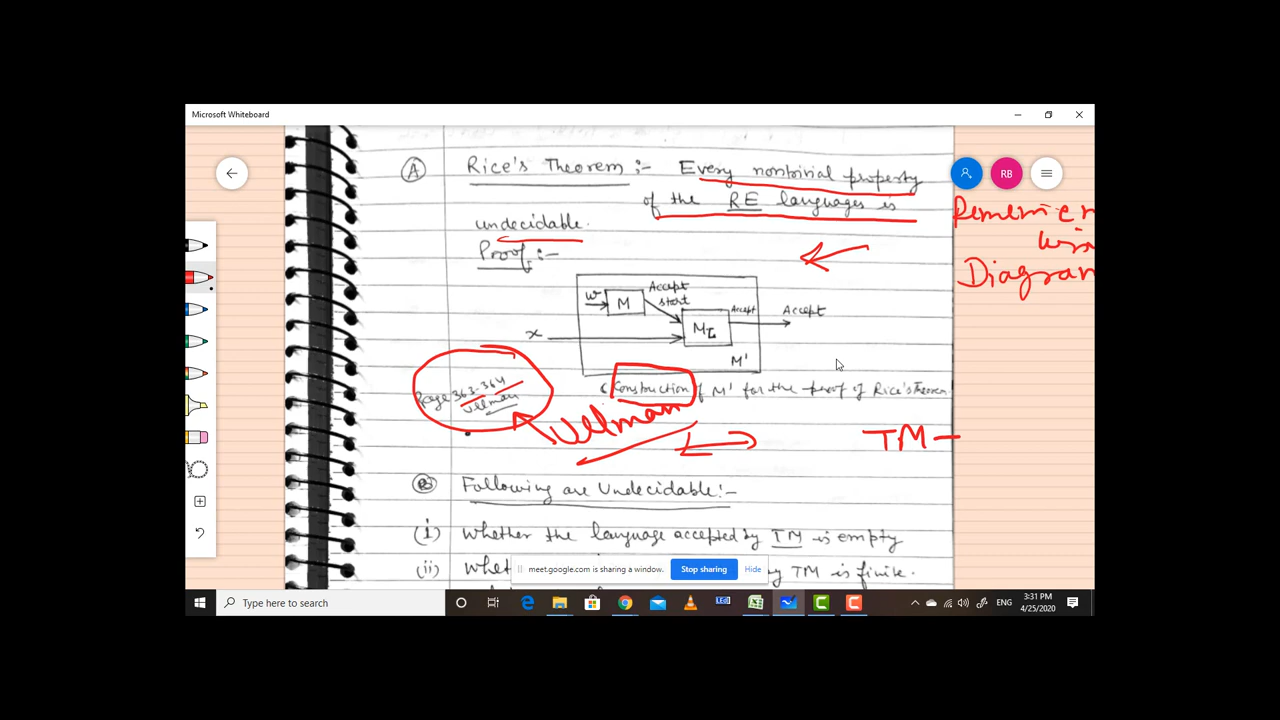 Microsoft Whiteboard
RB
(A) Rice's Theorem :- Every nontrivial property
of the RE languages is
undecidable.
Proof :-
Diagram
w M Accept start
Accept Accept
x
M'
Page 363-364
Ullman
(Construction of M' for the proof of Rice's Theorem.
Ullman
TM
(B) Following are Undecidable:-
(i) Whether the language accepted by TM is empty
(ii) by TM is finite.
meet.google.com is sharing a window. Stop sharing Hide
Type here to search
ENG
3:31 PM
4/25/2020